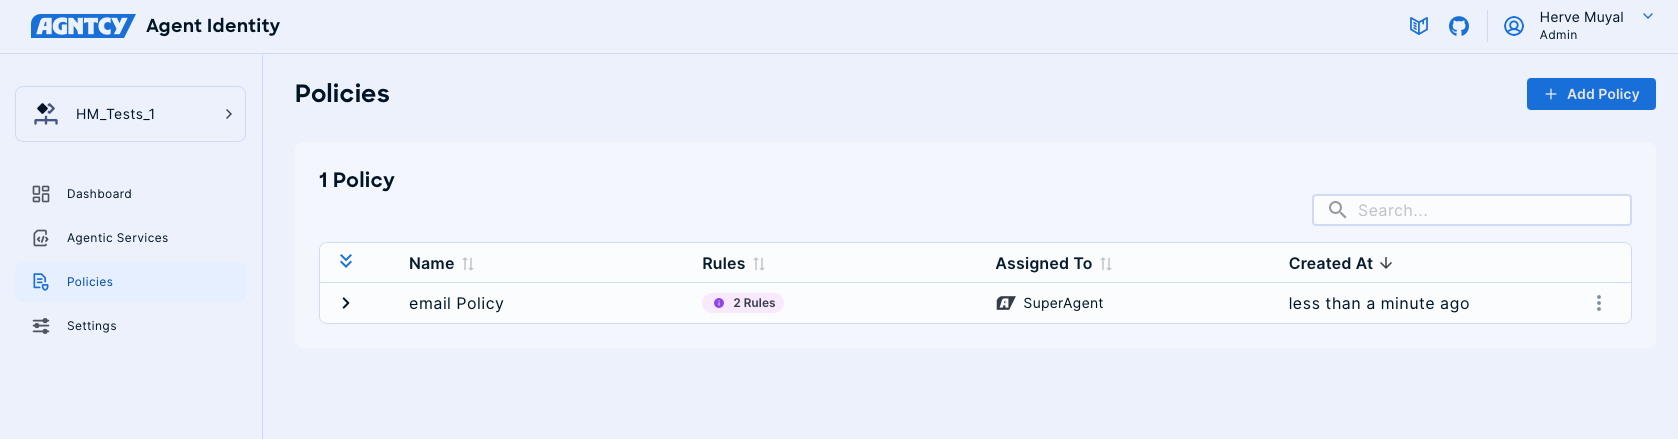 AGNTCY Agent Identity
Herve Muyal
Admin
HM_Tests_1
Dashboard
Agentic Services
Policies
Settings
Policies
+ Add Policy
1 Policy
Search...
Name Rules Assigned To Created At
email Policy 2 Rules SuperAgent less than a minute ago